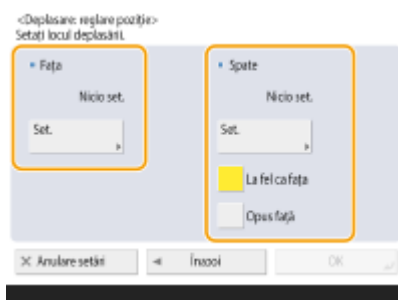 <Deplasare: reglare poziție>
Setați locul deplasării.
Fața
Nicio set.
Set.
Spate
Nicio set.
Set.
La fel ca fața
Opus față
Anulare setări
Înapoi
OK